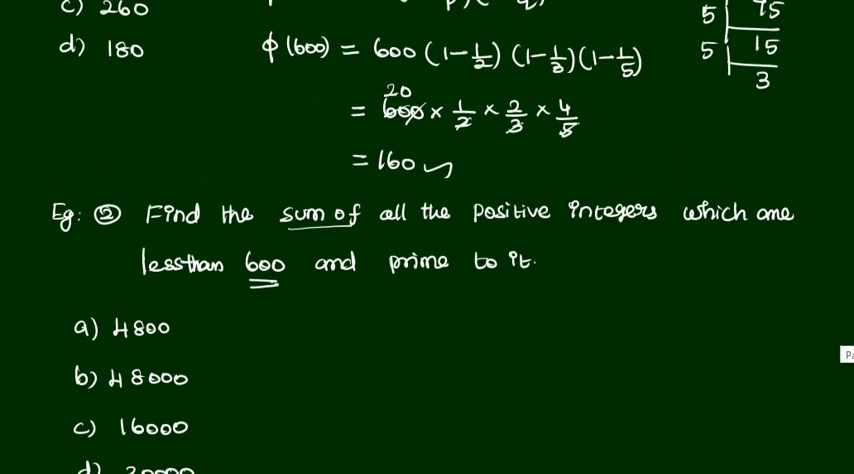 c) 260
5 75
d) 180
ϕ(600) = 600 (1-1/2) (1-1/3)(1-1/5)
5 15
3
20
= 600 × 1/2 × 2/3 × 4/5
= 160
Eg: ② Find the sum of all the positive integers which are
less than 600 and prime to it.
a) 4800
b) 48000
c) 16000
d)
Pa